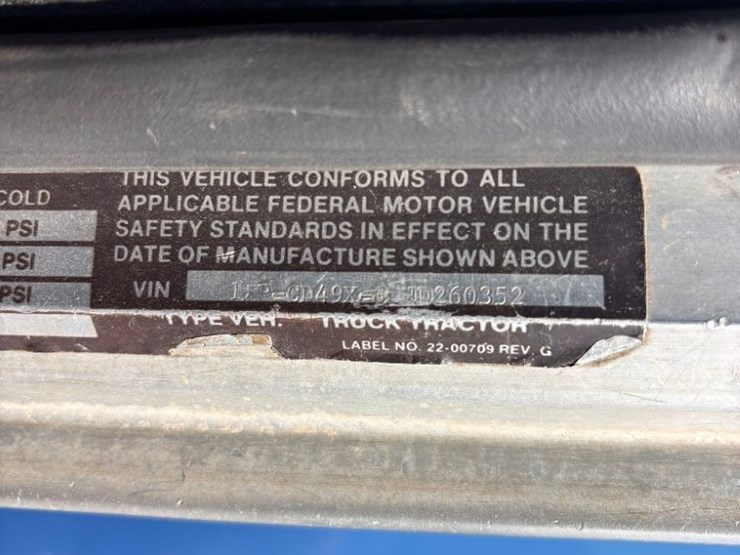 COLD
PSI
PSI
PSI
THIS VEHICLE CONFORMS TO ALL
APPLICABLE FEDERAL MOTOR VEHICLE
SAFETY STANDARDS IN EFFECT ON THE
DATE OF MANUFACTURE SHOWN ABOVE
VIN
TYPE VEH. TRUCK TRACTOR
LABEL NO. 22-00709 REV. G